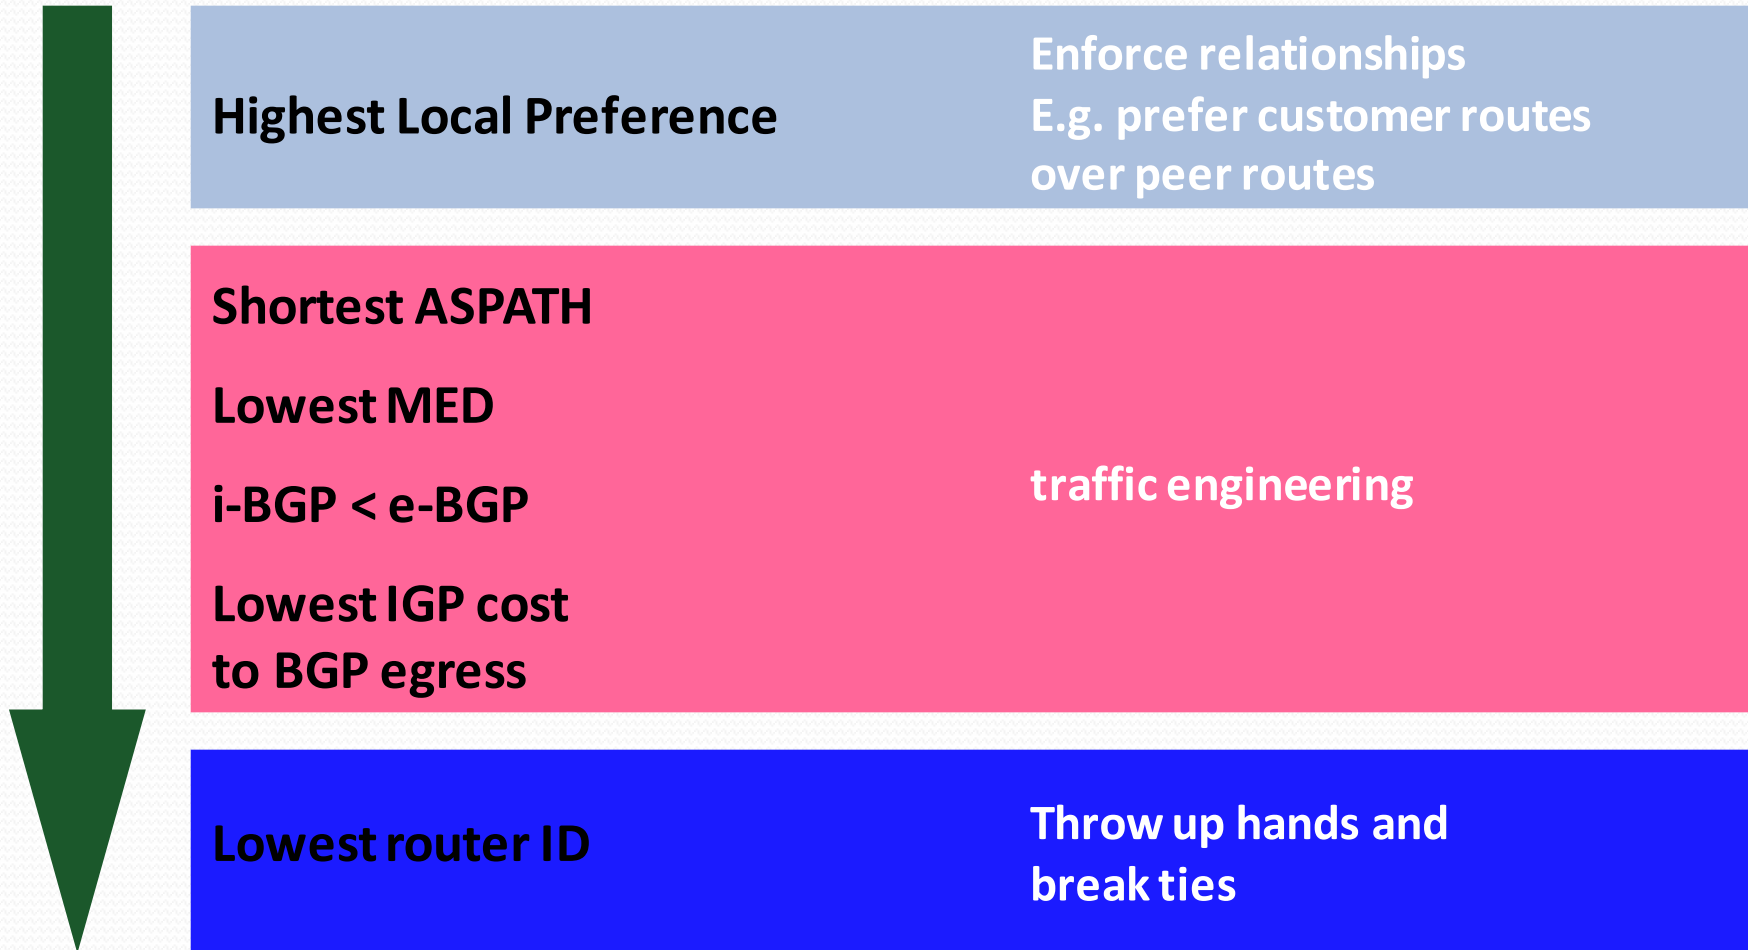 Highest Local Preference
Enforce relationships
E.g. prefer customer routes
over peer routes
Shortest ASPATH
Lowest MED
i-BGP < e-BGP
Lowest IGP cost
to BGP egress
traffic engineering
Lowest router ID
Throw up hands and
break ties